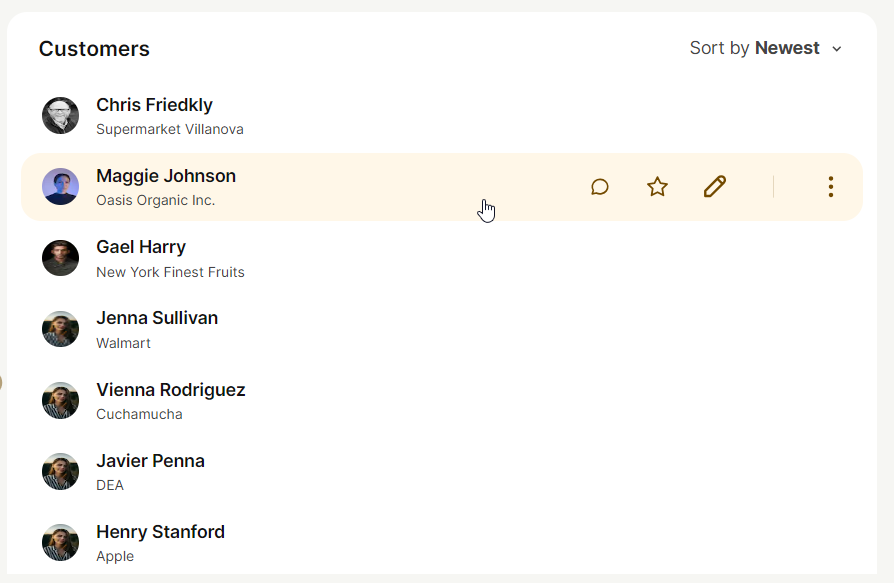 Customers
Sort by Newest
Chris Friedkly
Supermarket Villanova
Maggie Johnson
Oasis Organic Inc.
Gael Harry
New York Finest Fruits
Jenna Sullivan
Walmart
Vienna Rodriguez
Cuchamucha
Javier Penna
DEA
Henry Stanford
Apple